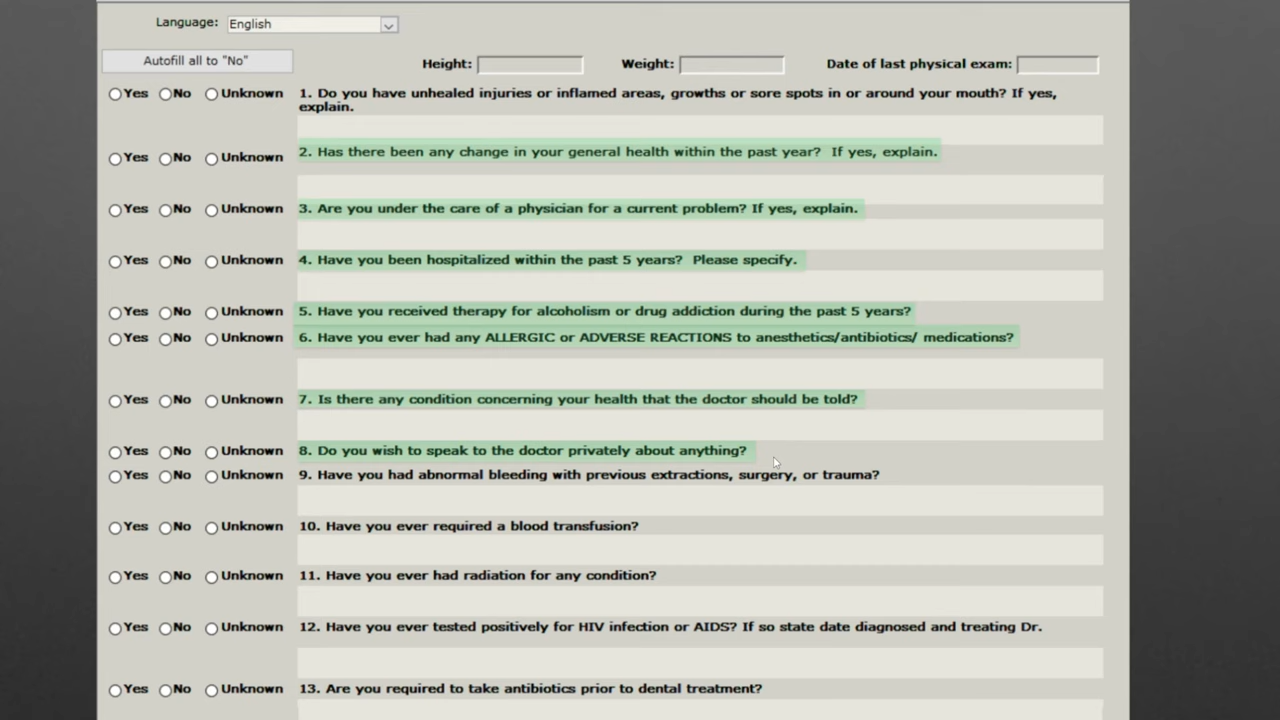 Language: English
Autofill all to "No" Height: Weight: Date of last physical exam:
Yes No Unknown 1. Do you have unhealed injuries or inflamed areas, growths or sore spots in or around your mouth? If yes,
explain.
Yes No Unknown 2. Has there been any change in your general health within the past year? If yes, explain.
Yes No Unknown 3. Are you under the care of a physician for a current problem? If yes, explain.
Yes No Unknown 4. Have you been hospitalized within the past 5 years? Please specify.
Yes No Unknown 5. Have you received therapy for alcoholism or drug addiction during the past 5 years?
Yes No Unknown 6. Have you ever had any ALLERGIC or ADVERSE REACTIONS to anesthetics/antibiotics/ medications?
Yes No Unknown 7. Is there any condition concerning your health that the doctor should be told?
Yes No Unknown 8. Do you wish to speak to the doctor privately about anything?
Yes No Unknown 9. Have you had abnormal bleeding with previous extractions, surgery, or trauma?
Yes No Unknown 10. Have you ever required a blood transfusion?
Yes No Unknown 11. Have you ever had radiation for any condition?
Yes No Unknown 12. Have you ever tested positively for HIV infection or AIDS? If so state date diagnosed and treating Dr.
Yes No Unknown 13. Are you required to take antibiotics prior to dental treatment?